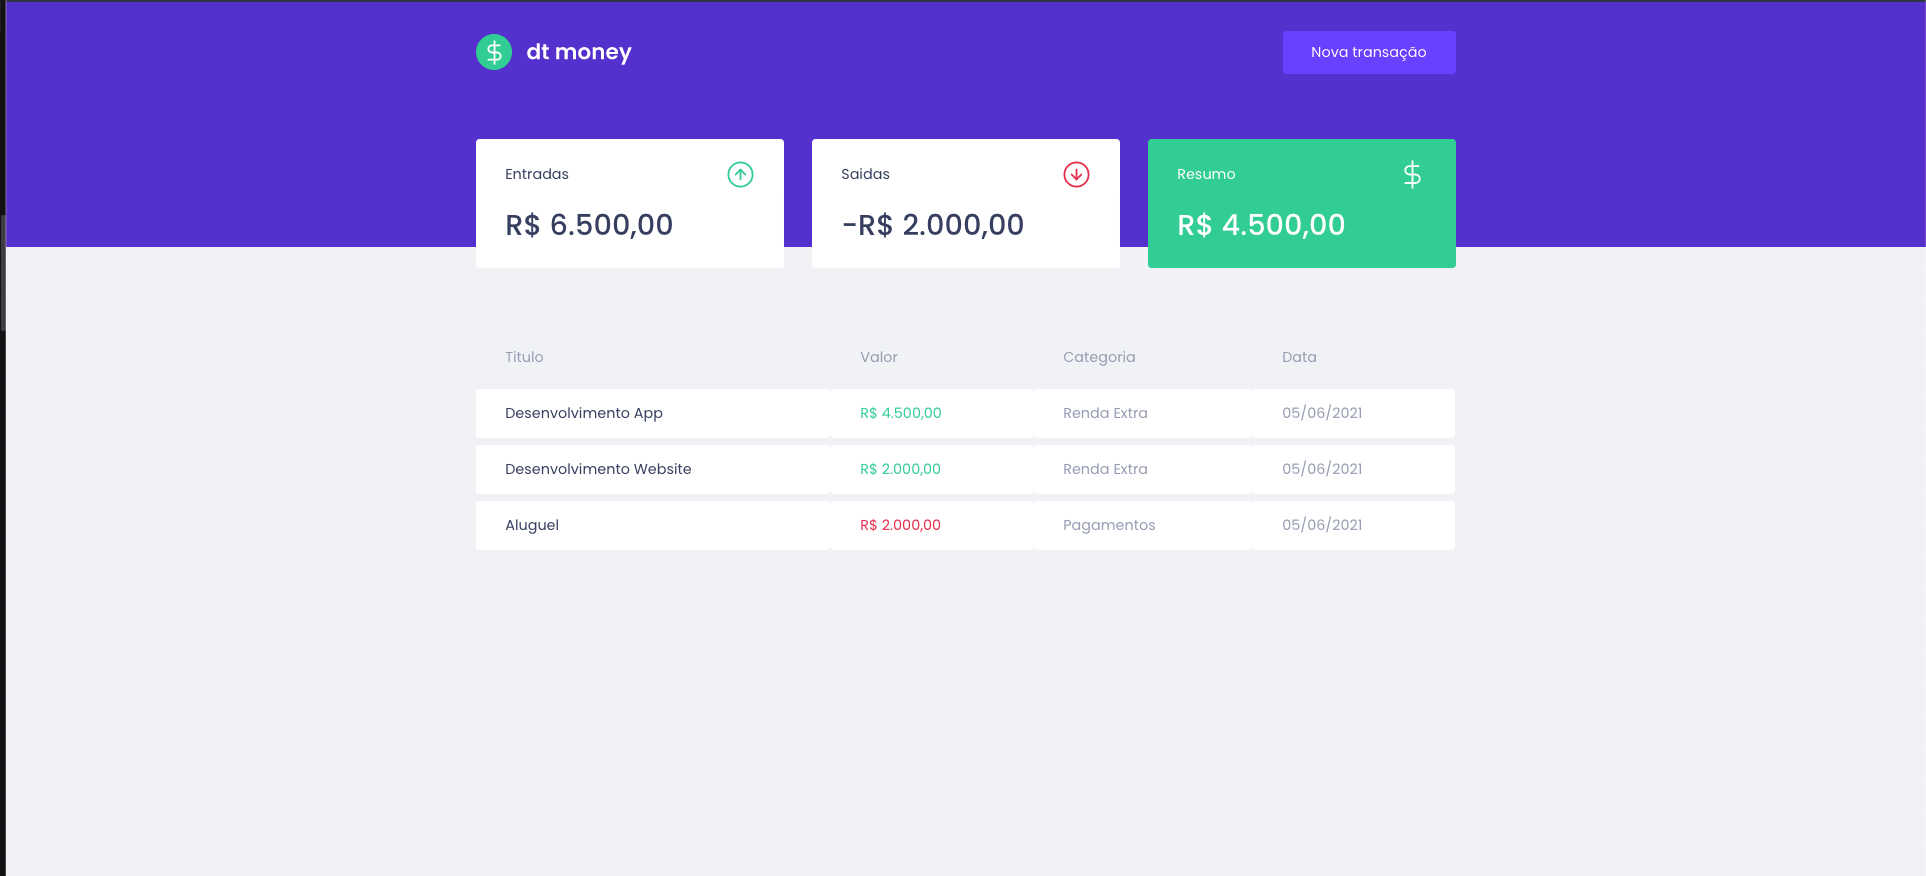 dt money
Nova transação
Entradas
R$ 6.500,00
Saidas
-R$ 2.000,00
Resumo
R$ 4.500,00
Titulo Valor Categoria Data
Desenvolvimento App R$ 4.500,00 Renda Extra 05/06/2021
Desenvolvimento Website R$ 2.000,00 Renda Extra 05/06/2021
Aluguel R$ 2.000,00 Pagamentos 05/06/2021